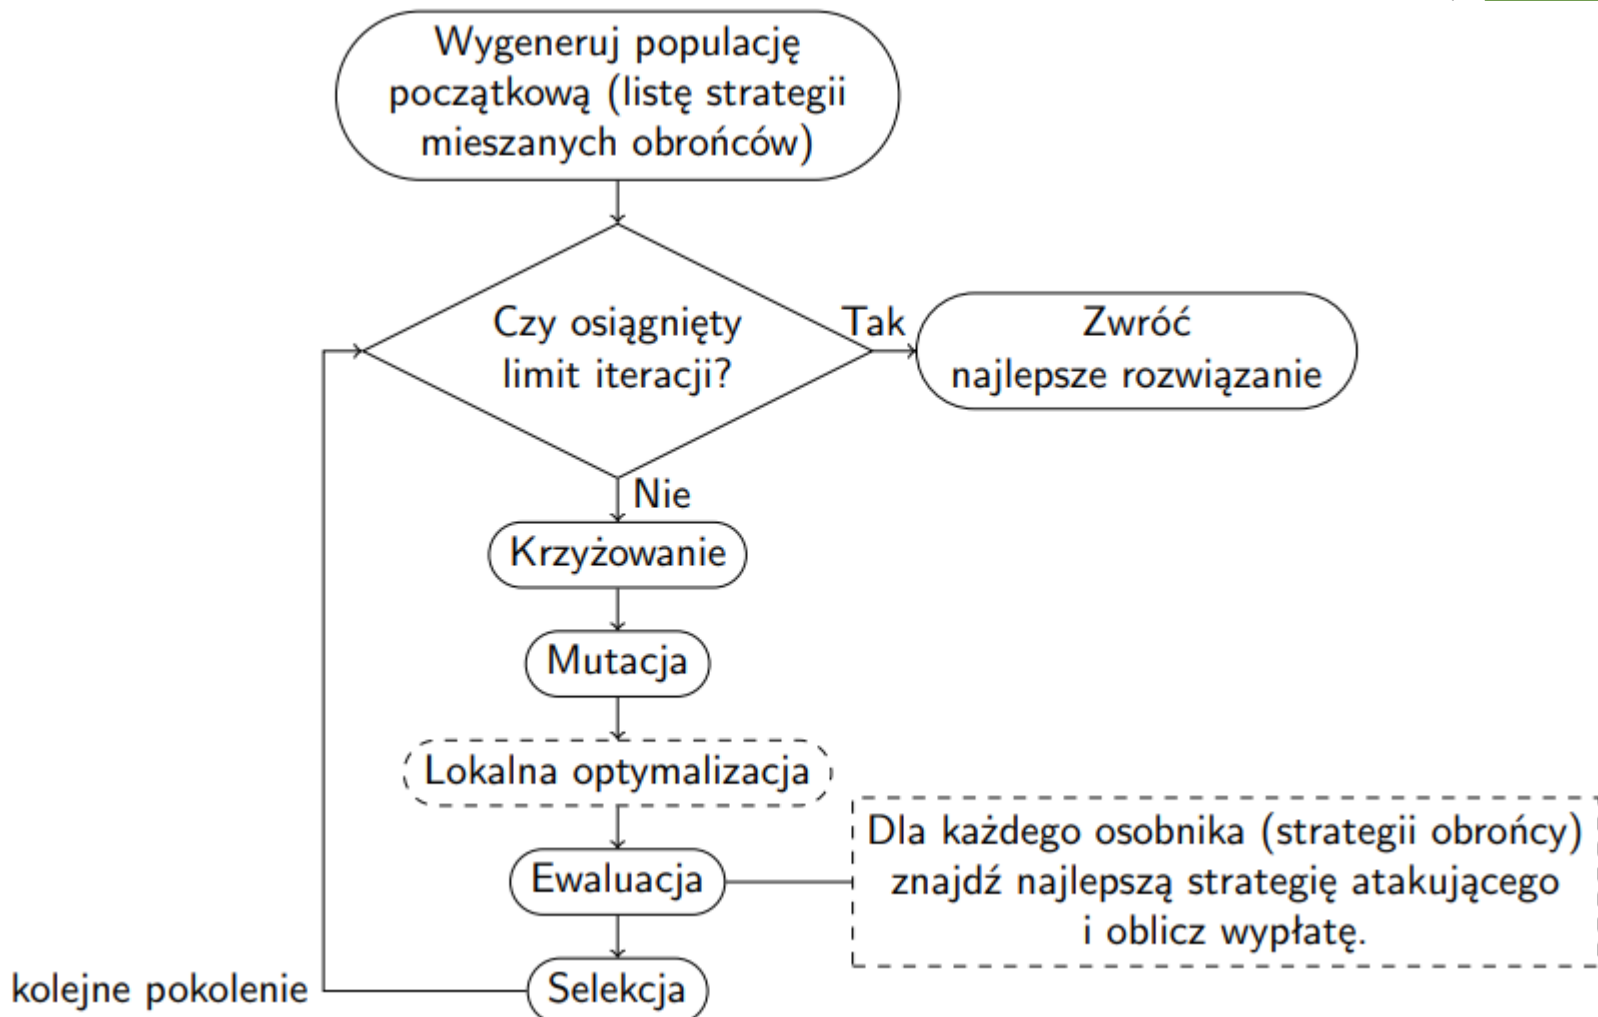 Wygeneruj populację
początkową (listę strategii
mieszanych obrońców)
Czy osiągnięty
limit iteracji?
Tak
Zwróć
najlepsze rozwiązanie
Nie
Krzyżowanie
Mutacja
Lokalna optymalizacja
Ewaluacja
Dla każdego osobnika (strategii obrońcy)
znajdź najlepszą strategię atakującego
i oblicz wypłatę.
Selekcja
kolejne pokolenie